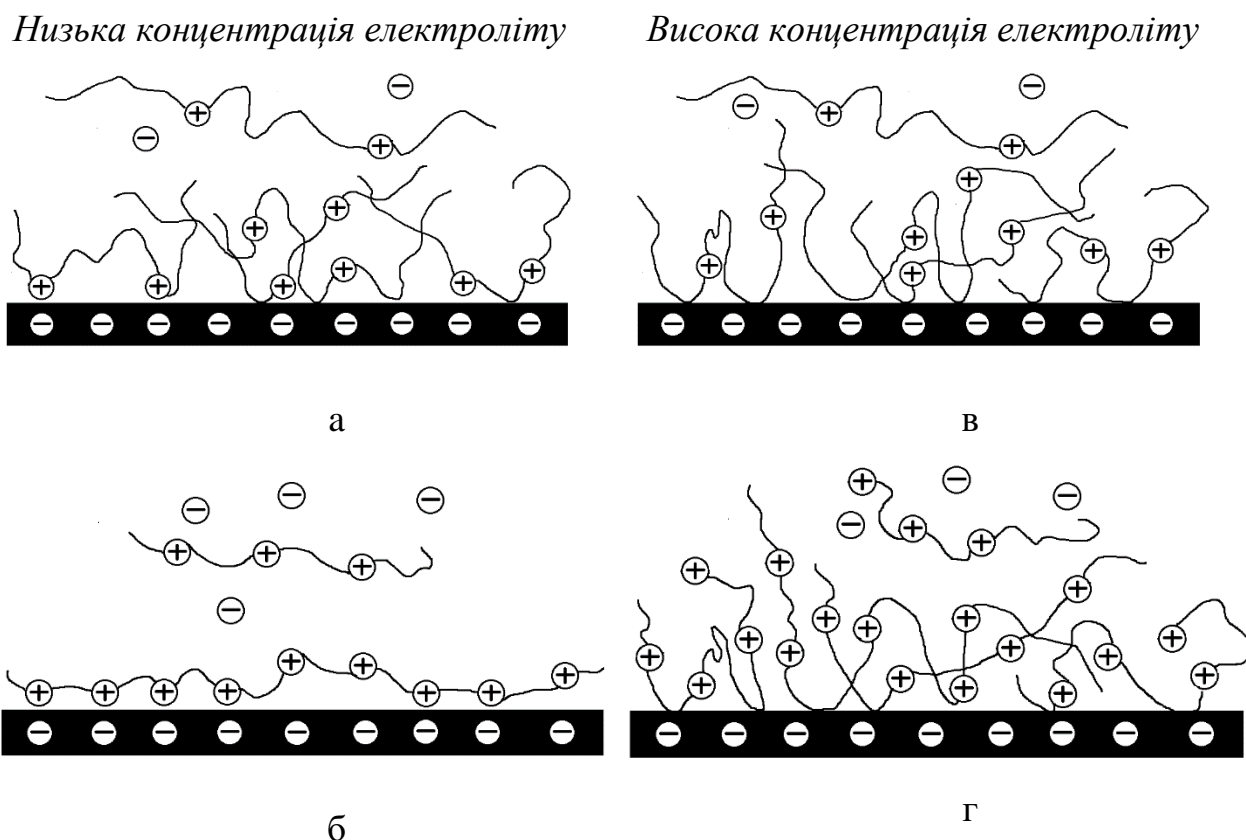 Низька концентрація електроліту
Висока концентрація електроліту
а
в
б
г